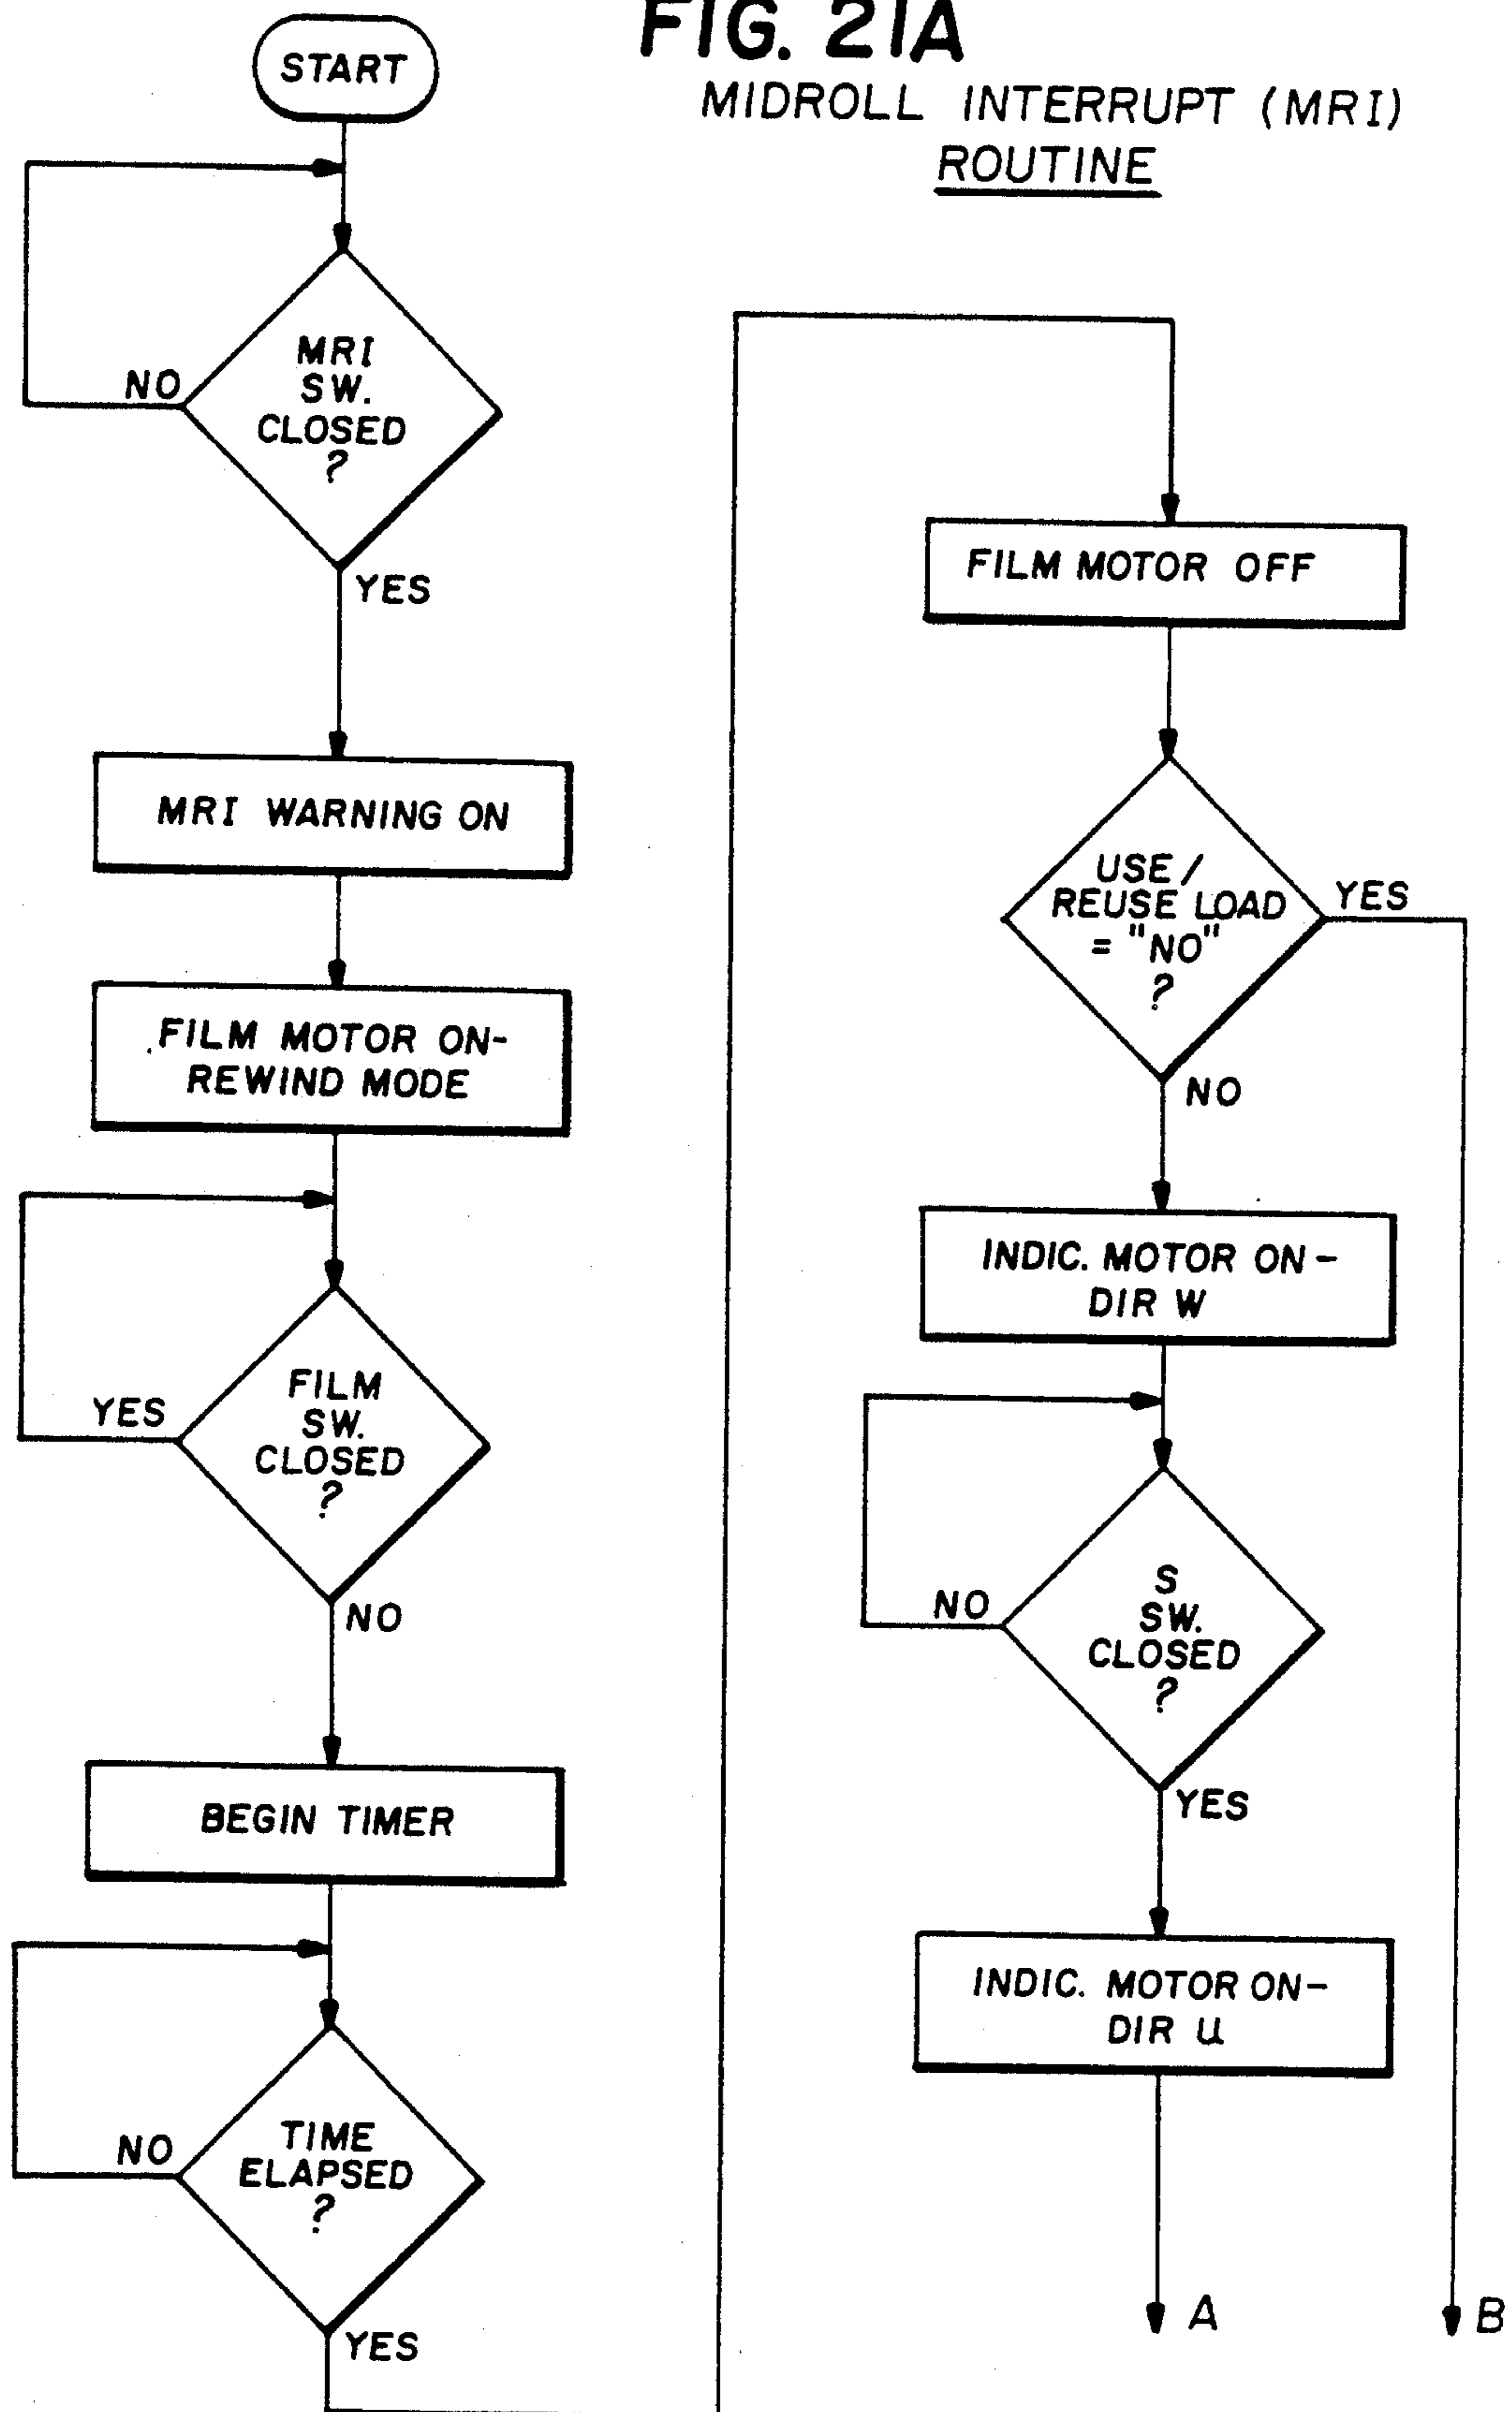 FIG. 21A
MIDROLL INTERRUPT (MRI)
ROUTINE
START
MRI
SW.
CLOSED
?
NO
YES
MRI WARNING ON
FILM MOTOR ON-
REWIND MODE
FILM
SW.
CLOSED
?
YES
NO
BEGIN TIMER
TIME
ELAPSED
?
NO
YES
FILM MOTOR OFF
USE/
REUSE LOAD
= "NO"
?
YES
NO
INDIC. MOTOR ON-
DIR W
S
SW.
CLOSED
?
NO
YES
INDIC. MOTOR ON-
DIR U
A
B